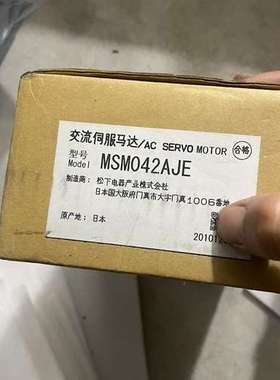 交流伺服马达/AC SERVO MOTOR 合格
型号
Model MSM042AJE
制造商: 松下电器产业株式会社
日本国大阪府门真市大字门真1006番地
原产地: 日本